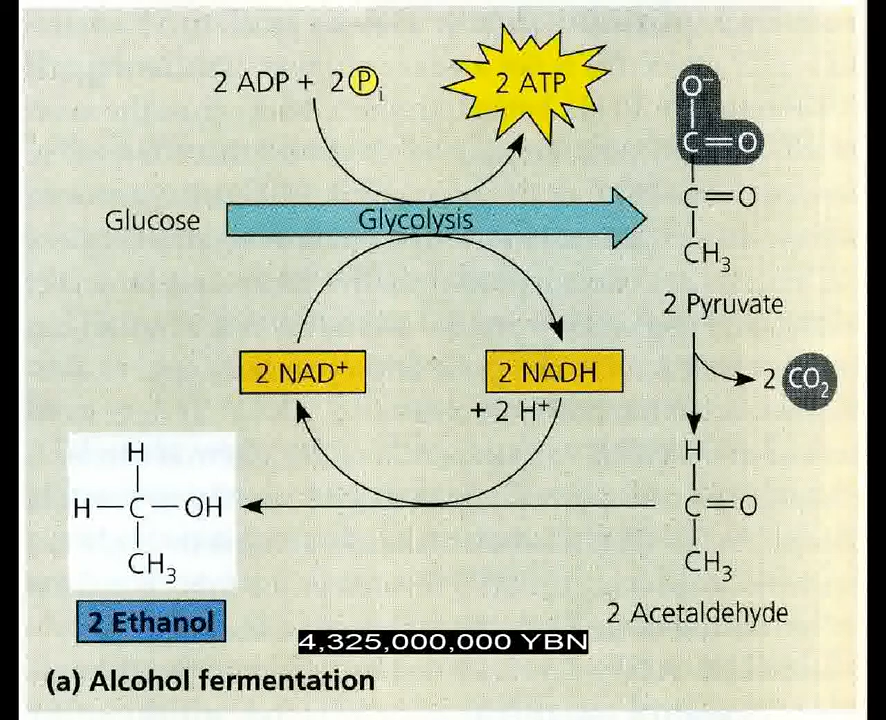 2 ADP + 2 Pi
2 ATP
O⁻
C=O
C=O
CH₃
Glucose
Glycolysis
2 Pyruvate
2 NAD⁺
2 NADH
+ 2 H⁺
2 CO₂
H
H—C—OH
CH₃
H
C=O
CH₃
2 Ethanol
2 Acetaldehyde
4,325,000,000 YBN
(a) Alcohol fermentation